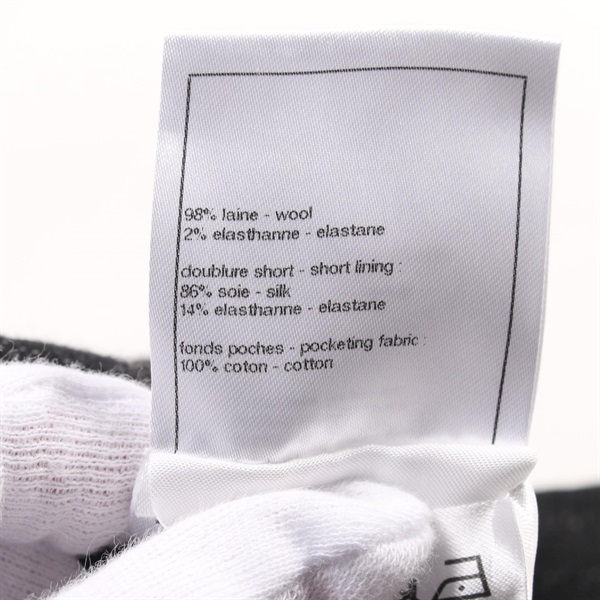 98% laine - wool
2% elasthanne - elastane
doublure short - short lining :
86% soie - silk
14% elasthanne - elastane
fonds poches - pocketing fabric :
100% coton - cotton